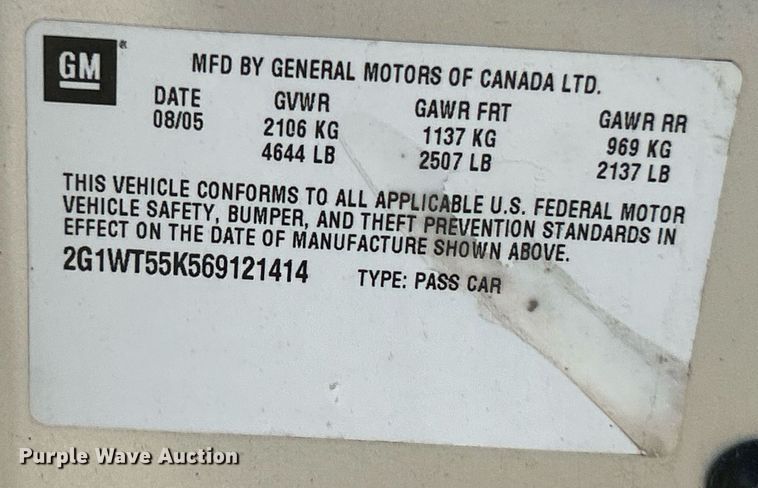 GM
MFD BY GENERAL MOTORS OF CANADA LTD.
DATE GVWR GAWR FRT GAWR RR
08/05 2106 KG 1137 KG 969 KG
4644 LB 2507 LB 2137 LB
THIS VEHICLE CONFORMS TO ALL APPLICABLE U.S. FEDERAL MOTOR
VEHICLE SAFETY, BUMPER, AND THEFT PREVENTION STANDARDS IN
EFFECT ON THE DATE OF MANUFACTURE SHOWN ABOVE.
2G1WT55K569121414 TYPE: PASS CAR
Purple Wave Auction